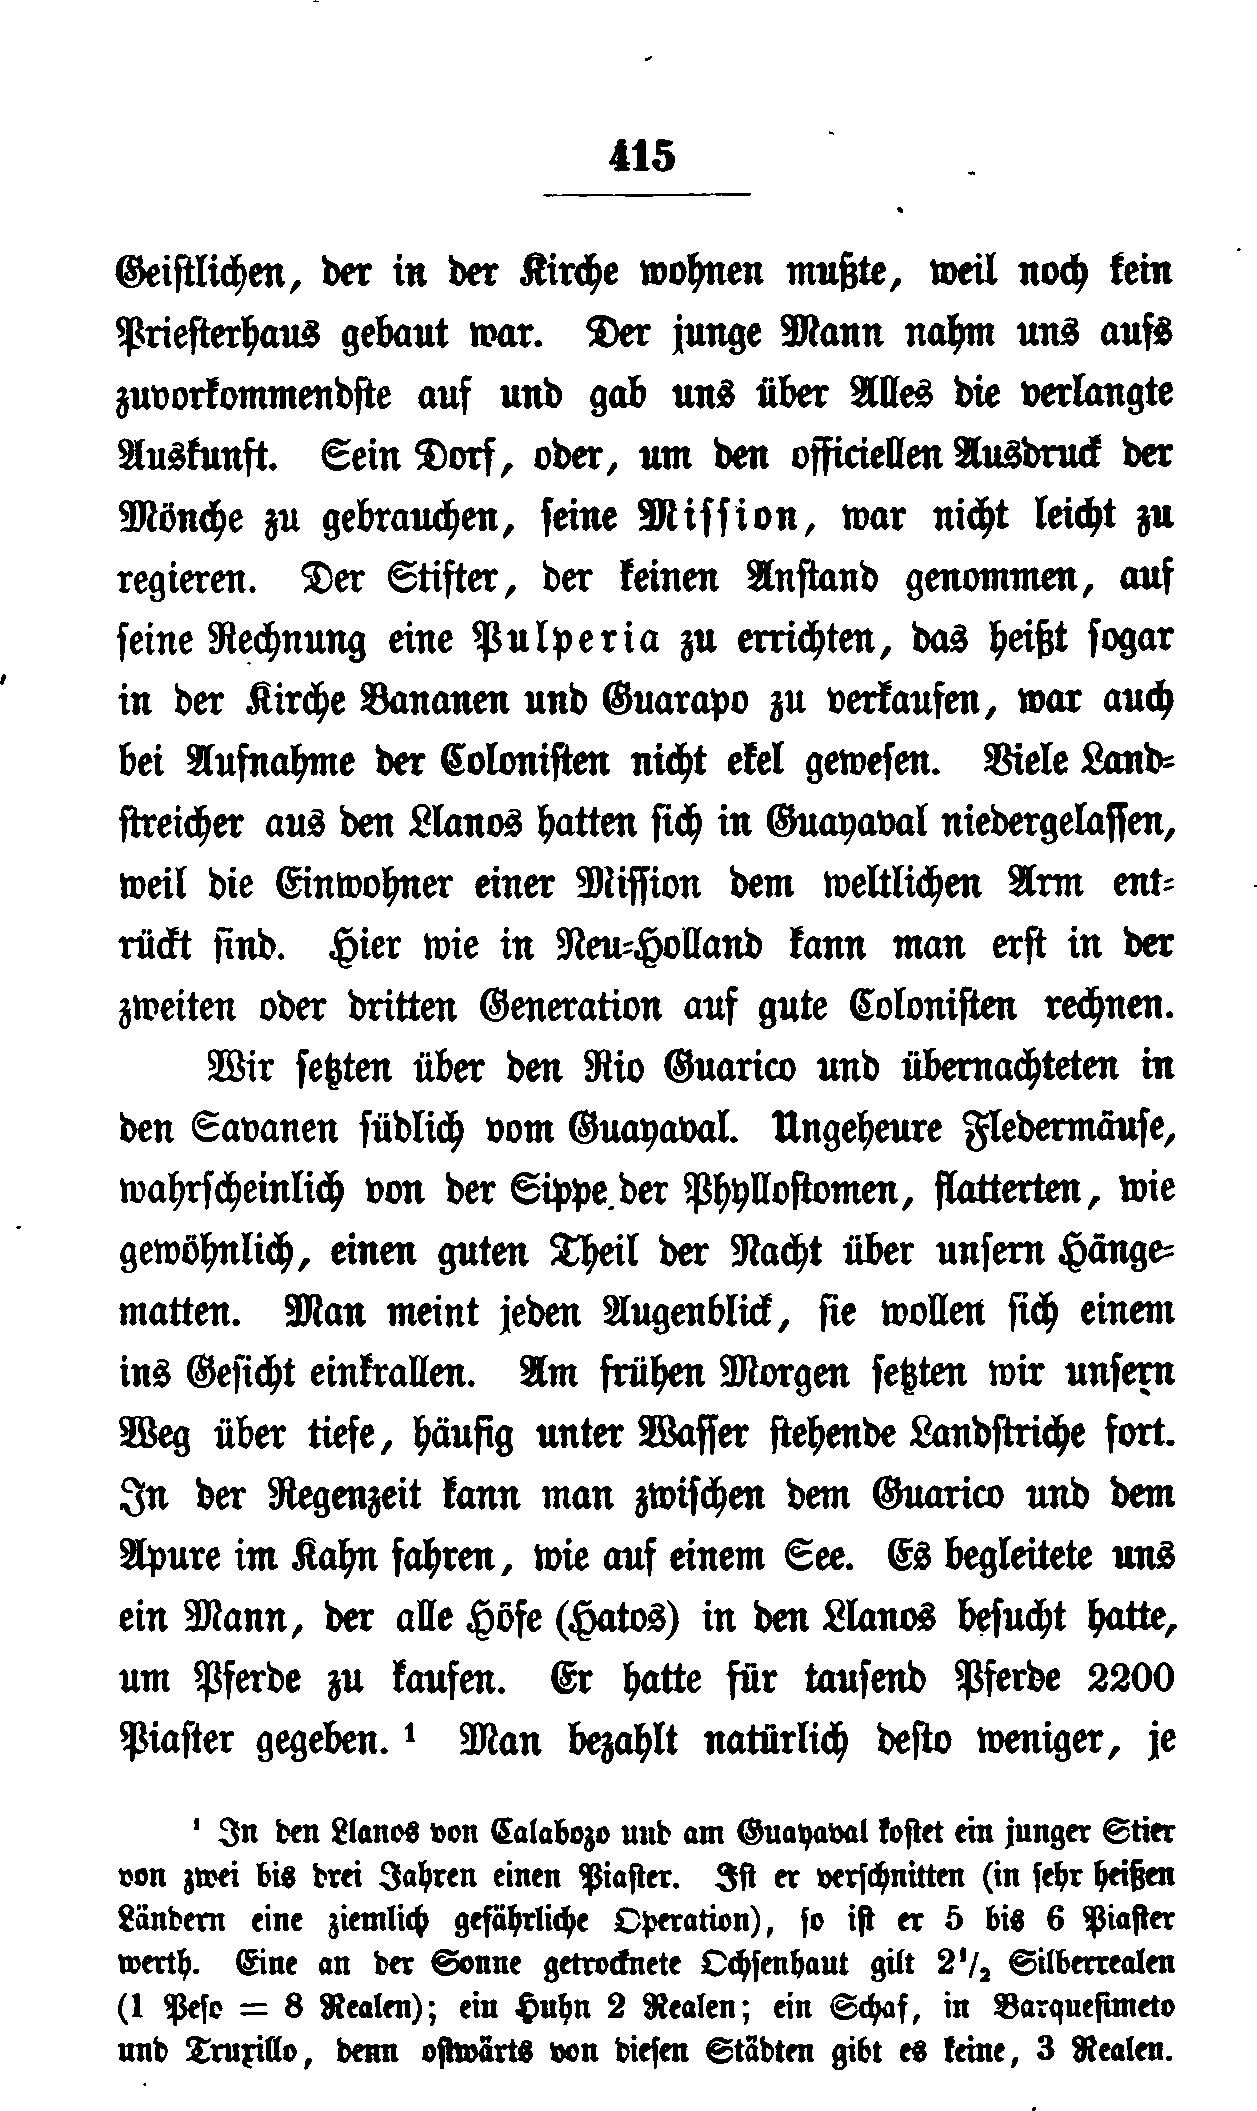 415
Geistlichen, der in der Kirche wohnen mußte, weil noch kein
Priesterhaus gebaut war. Der junge Mann nahm uns aufs
zuvorkommendste auf und gab uns über Alles die verlangte
Auskunft. Sein Dorf, oder, um den officiellen Ausdruck der
Mönche zu gebrauchen, seine Mission, war nicht leicht zu
regieren. Der Stifter, der keinen Anstand genommen, auf
seine Rechnung eine Pulperia zu errichten, das heißt sogar
in der Kirche Bananen und Guarapo zu verkaufen, war auch
bei Aufnahme der Colonisten nicht ekel gewesen. Viele Land-
streicher aus den Llanos hatten sich in Guayaval niedergelassen,
weil die Einwohner einer Mission dem weltlichen Arm ent-
rückt sind. Hier wie in Neu-Holland kann man erst in der
zweiten oder dritten Generation auf gute Colonisten rechnen.
Wir setzten über den Rio Guarico und übernachteten in
den Savanen südlich vom Guayaval. Ungeheure Fledermäuse,
wahrscheinlich von der Sippe der Phyllostomen, flatterten, wie
gewöhnlich, einen guten Theil der Nacht über unsern Hänge-
matten. Man meint jeden Augenblick, sie wollen sich einem
ins Gesicht einkrallen. Am frühen Morgen setzten wir unsern
Weg über tiefe, häufig unter Wasser stehende Landstriche fort.
In der Regenzeit kann man zwischen dem Guarico und dem
Apure im Kahn fahren, wie auf einem See. Es begleitete uns
ein Mann, der alle Höfe (Hatos) in den Llanos besucht hatte,
um Pferde zu kaufen. Er hatte für tausend Pferde 2200
Piaster gegeben. ¹ Man bezahlt natürlich desto weniger, je
¹ In den Llanos von Calabozo und am Guayaval kostet ein junger Stier
von zwei bis drei Jahren einen Piaster. Ist er verschnitten (in sehr heißen
Ländern eine ziemlich gefährliche Operation), so ist er 5 bis 6 Piaster
werth. Eine an der Sonne getrocknete Ochsenhaut gilt 2¹/₂ Silberrealen
(1 Peso = 8 Realen); ein Huhn 2 Realen; ein Schaf, in Barquesimeto
und Truxillo, denn ostwärts von diesen Städten gibt es keine, 3 Realen.